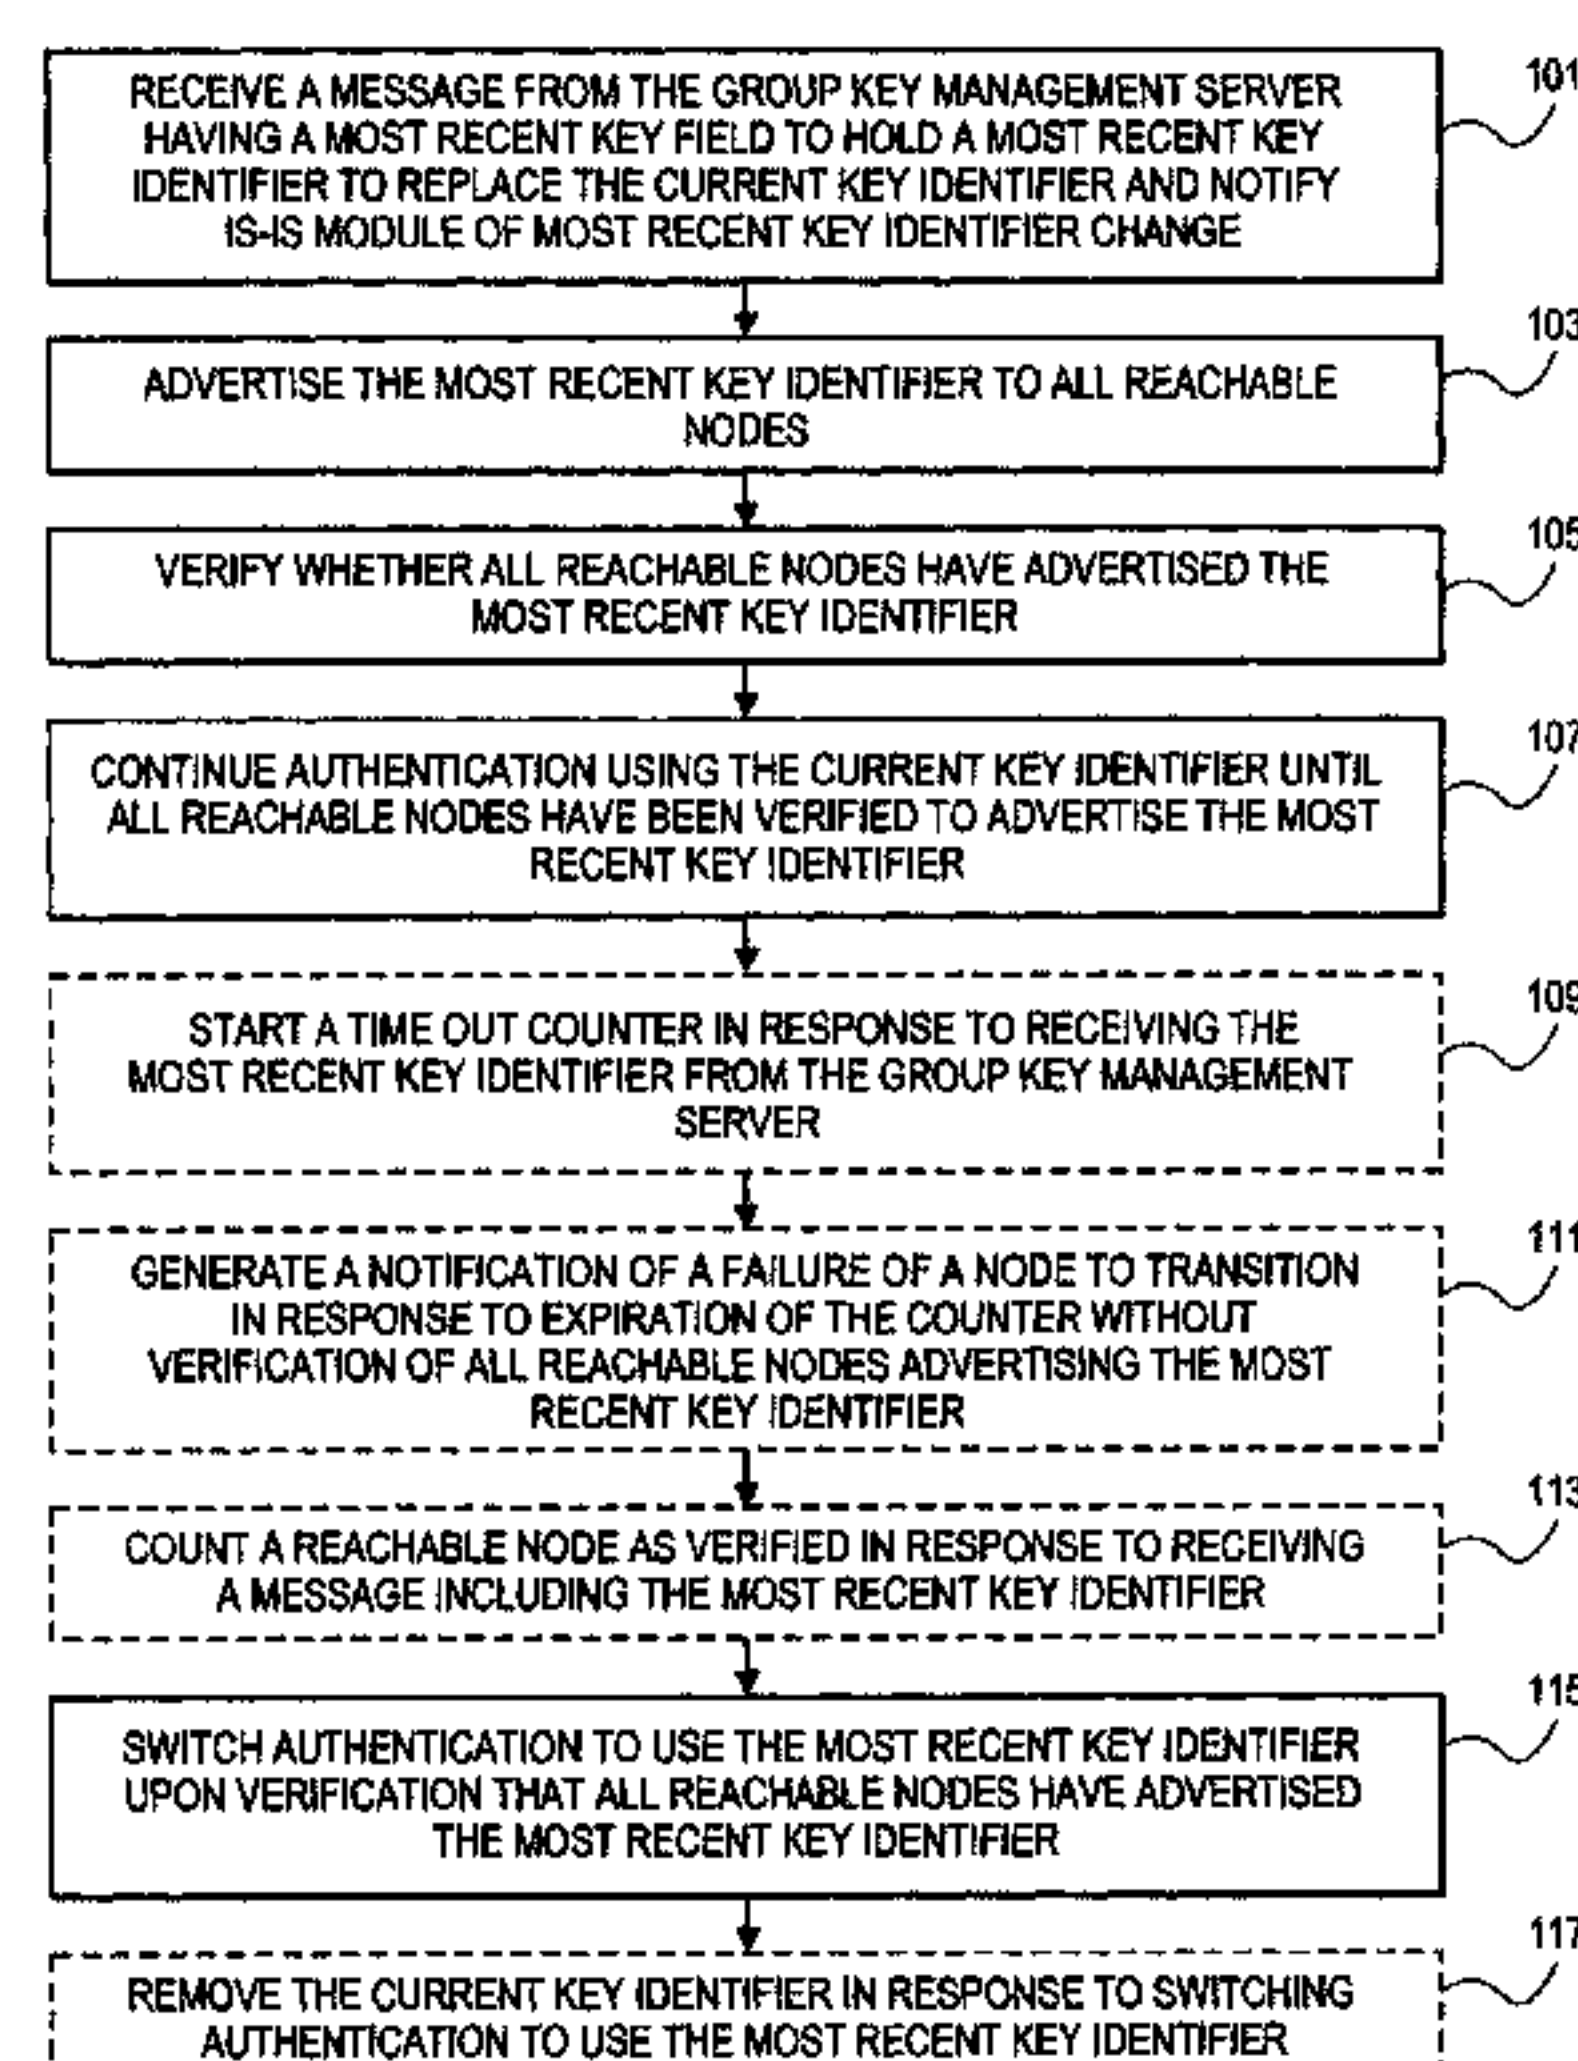 RECEIVE A MESSAGE FROM THE GROUP KEY MANAGEMENT SERVER
HAVING A MOST RECENT KEY FIELD TO HOLD A MOST RECENT KEY
IDENTIFIER TO REPLACE THE CURRENT KEY IDENTIFIER AND NOTIFY
IS-IS MODULE OF MOST RECENT KEY IDENTIFIER CHANGE
101
ADVERTISE THE MOST RECENT KEY IDENTIFIER TO ALL REACHABLE
NODES
103
VERIFY WHETHER ALL REACHABLE NODES HAVE ADVERTISED THE
MOST RECENT KEY IDENTIFIER
105
CONTINUE AUTHENTICATION USING THE CURRENT KEY IDENTIFIER UNTIL
ALL REACHABLE NODES HAVE BEEN VERIFIED TO ADVERTISE THE MOST
RECENT KEY IDENTIFIER
107
START A TIME OUT COUNTER IN RESPONSE TO RECEIVING THE
MOST RECENT KEY IDENTIFIER FROM THE GROUP KEY MANAGEMENT
SERVER
109
GENERATE A NOTIFICATION OF A FAILURE OF A NODE TO TRANSITION
IN RESPONSE TO EXPIRATION OF THE COUNTER WITHOUT
VERIFICATION OF ALL REACHABLE NODES ADVERTISING THE MOST
RECENT KEY IDENTIFIER
111
COUNT A REACHABLE NODE AS VERIFIED IN RESPONSE TO RECEIVING
A MESSAGE INCLUDING THE MOST RECENT KEY IDENTIFIER
113
SWITCH AUTHENTICATION TO USE THE MOST RECENT KEY IDENTIFIER
UPON VERIFICATION THAT ALL REACHABLE NODES HAVE ADVERTISED
THE MOST RECENT KEY IDENTIFIER
115
REMOVE THE CURRENT KEY IDENTIFIER IN RESPONSE TO SWITCHING
AUTHENTICATION TO USE THE MOST RECENT KEY IDENTIFIER
117